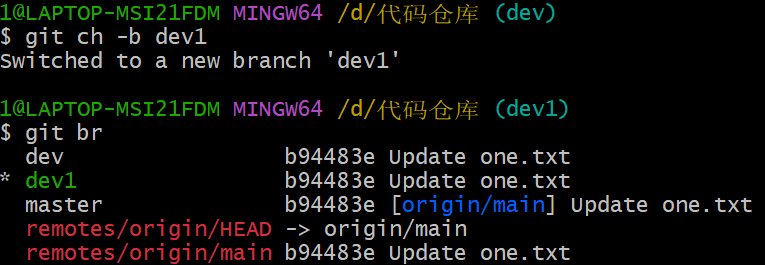 1@LAPTOP-MSI21FDM MINGW64 /d/代码仓库 (dev)
$ git ch -b dev1
Switched to a new branch 'dev1'
1@LAPTOP-MSI21FDM MINGW64 /d/代码仓库 (dev1)
$ git br
  dev                 b94483e Update one.txt
* dev1                b94483e Update one.txt
  master              b94483e [origin/main] Update one.txt
  remotes/origin/HEAD -> origin/main
  remotes/origin/main b94483e Update one.txt